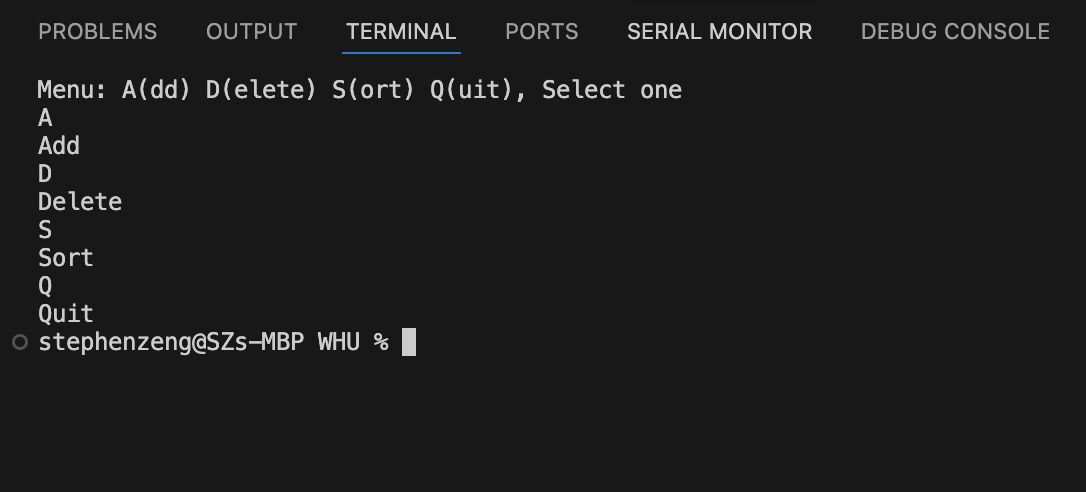 PROBLEMS OUTPUT TERMINAL PORTS SERIAL MONITOR DEBUG CONSOLE
Menu: A(dd) D(elete) S(ort) Q(uit), Select one
A
Add
D
Delete
S
Sort
Q
Quit
stephenzeng@SZs-MBP WHU %